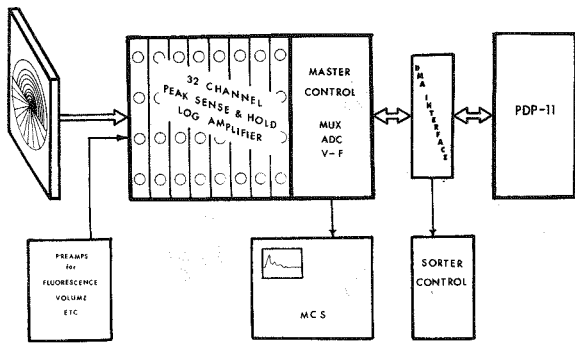 32 CHANNEL
PEAK SENSE & HOLD
LOG AMPLIFIER
MASTER
CONTROL
MUX
ADC
V-F
DMA INTERFACE
PDP-11
PREAMPS
for
FLUORESCENCE
VOLUME
ETC
MCS
SORTER
CONTROL